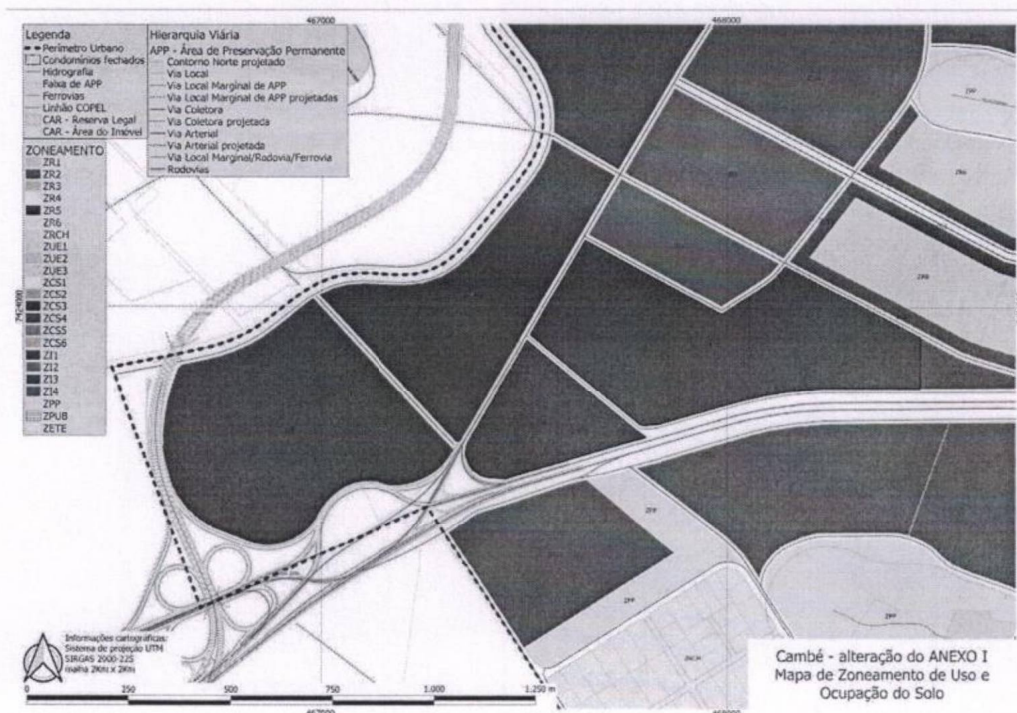 467000
468000
Legenda
Perímetro Urbano
Condomínios fechados
Hidrografia
Faixa de APP
Ferrovias
Linhão COPEL
CAR - Reserva Legal
CAR - Área do Imóvel
Hierarquia Viária
APP - Área de Preservação Permanente
Contorno Norte projetado
Via Local
Via Local Marginal de APP
Via Local Marginal de APP projetadas
Via Coletora
Via Coletora projetada
Via Arterial
Via Arterial projetada
Via Local Marginal/Rodovia/Ferrovia
Rodovias
ZONEAMENTO
ZR1
ZR2
ZR3
ZR4
ZR5
ZR6
ZRCH
ZUE1
ZUE2
ZUE3
ZCS1
ZCS2
ZCS3
ZCS4
ZCS5
ZCS6
ZI1
ZI2
ZI3
ZI4
ZPP
ZPUB
ZETE
7424000
ZPP
ZPP
ZPP
ZPP
ZRCH
Informações cartográficas:
Sistema de projeção UTM
SIRGAS 2000-22S
malha 2Km x 2Km
0 250 500 750 1.000 1.250 m
467000
468000
Cambé - alteração do ANEXO I
Mapa de Zoneamento de Uso e
Ocupação do Solo